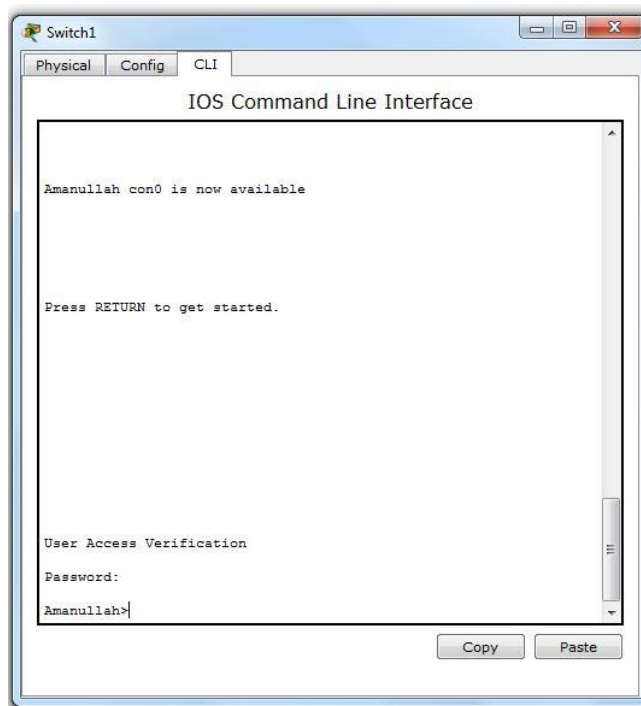 Switch1
Physical Config CLI
IOS Command Line Interface
Amanullah con0 is now available
Press RETURN to get started.
User Access Verification
Password:
Amanullah>
Copy Paste